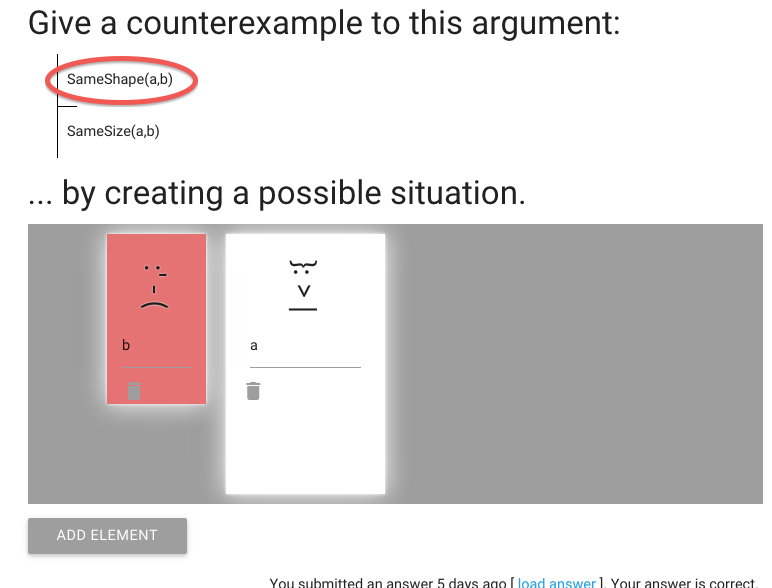 Give a counterexample to this argument:
SameShape(a,b)
SameSize(a,b)
... by creating a possible situation.
b
a
ADD ELEMENT
You submitted an answer 5 days ago [ load answer ]. Your answer is correct.